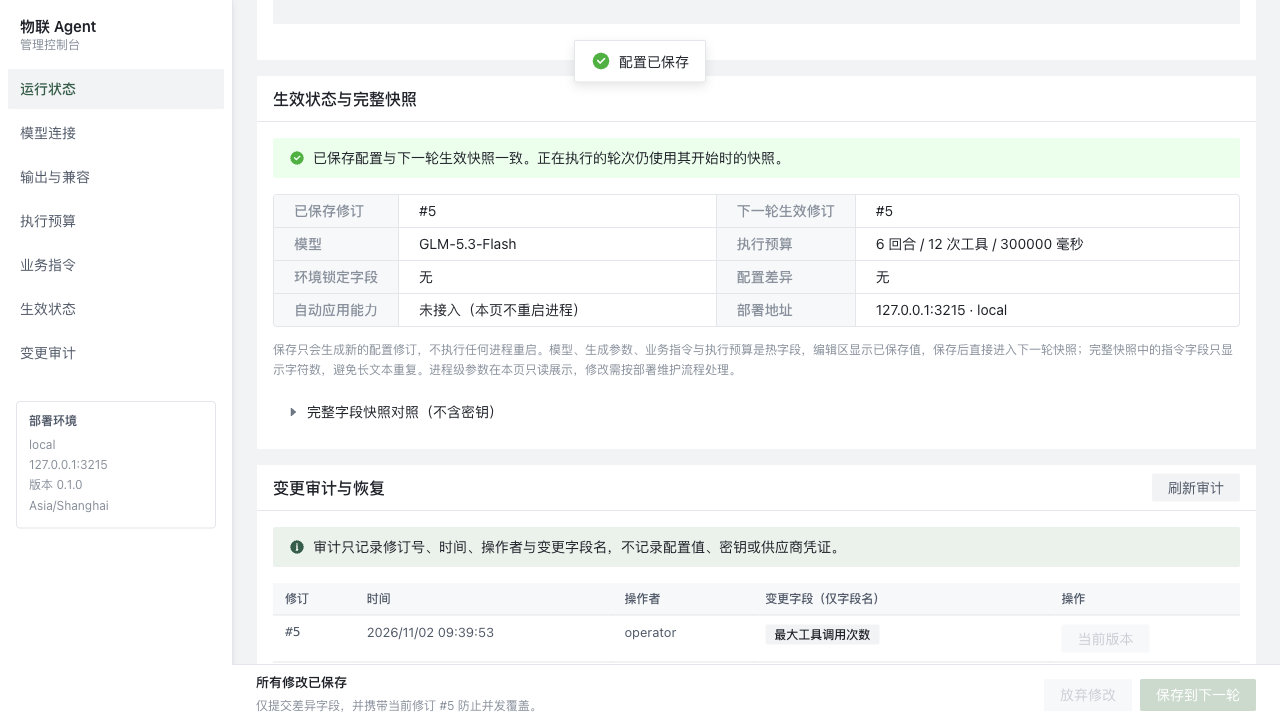 物联 Agent
管理控制台
运行状态
模型连接
输出与兼容
执行预算
业务指令
生效状态
变更审计
部署环境
local
127.0.0.1:3215
版本 0.1.0
Asia/Shanghai
配置已保存
生效状态与完整快照
已保存配置与下一轮生效快照一致。正在执行的轮次仍使用其开始时的快照。
已保存修订 #5 下一轮生效修订 #5
模型 GLM-5.3-Flash 执行预算 6 回合 / 12 次工具 / 300000 毫秒
环境锁定字段 无 配置差异 无
自动应用能力 未接入（本页不重启进程） 部署地址 127.0.0.1:3215 · local
保存只会生成新的配置修订，不执行任何进程重启。模型、生成参数、业务指令与执行预算是热字段，编辑区显示已保存值，保存后直接进入下一轮快照；完整快照中的指令字段只显
示字符数，避免长文本重复。进程级参数在本页只读展示，修改需按部署维护流程处理。
完整字段快照对照（不含密钥）
变更审计与恢复
刷新审计
审计只记录修订号、时间、操作者与变更字段名，不记录配置值、密钥或供应商凭证。
修订 时间 操作者 变更字段（仅字段名） 操作
#5 2026/11/02 09:39:53 operator 最大工具调用次数 当前版本
所有修改已保存
仅提交差异字段，并携带当前修订 #5 防止并发覆盖。
放弃修改 保存到下一轮